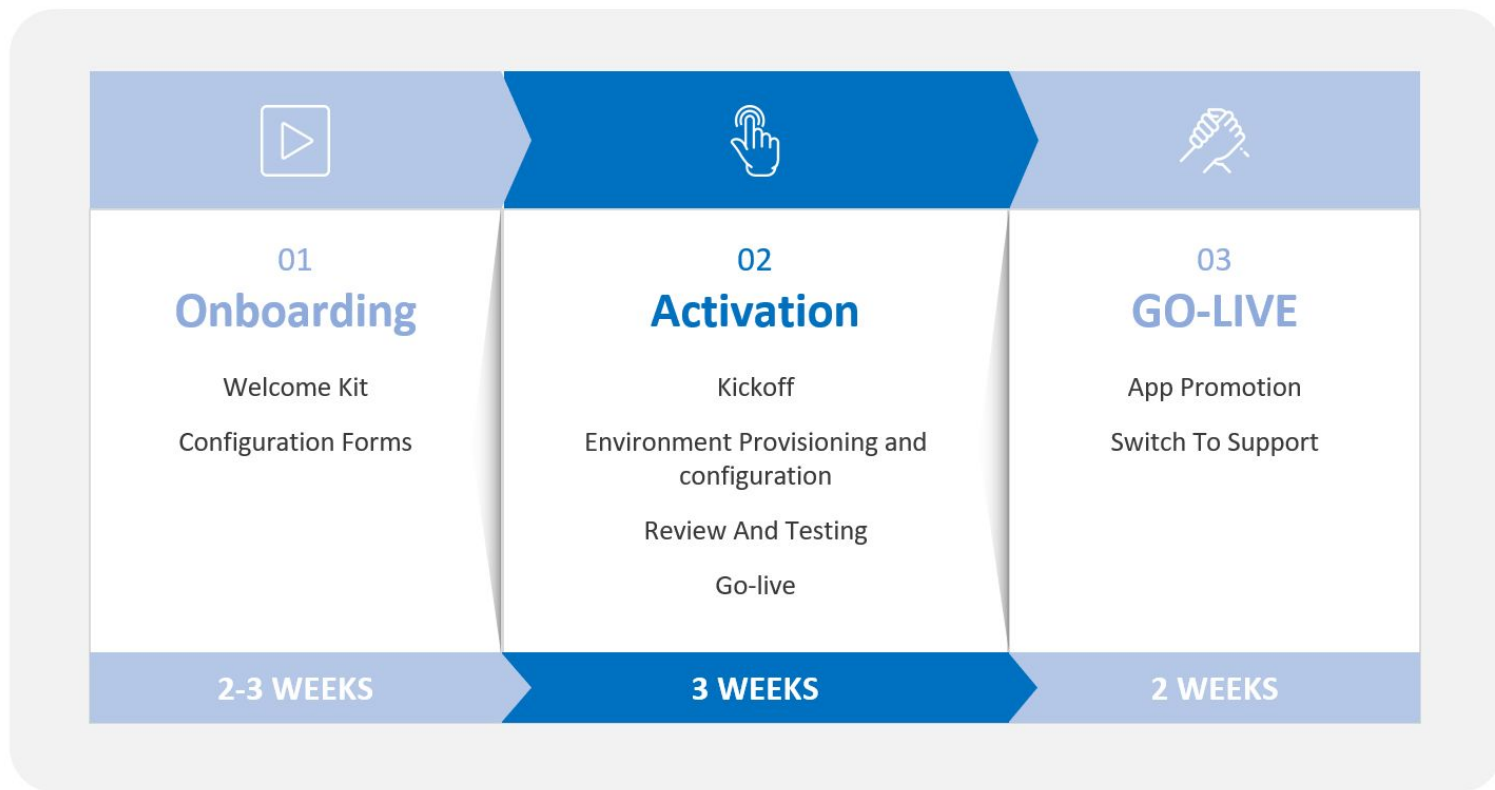 01
Onboarding
Welcome Kit
Configuration Forms
2-3 WEEKS
02
Activation
Kickoff
Environment Provisioning and
configuration
Review And Testing
Go-live
3 WEEKS
03
GO-LIVE
App Promotion
Switch To Support
2 WEEKS